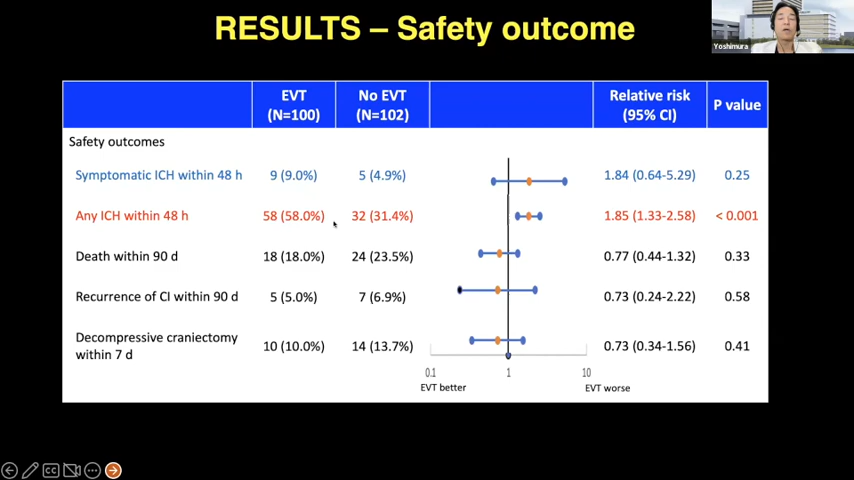 RESULTS – Safety outcome
Yoshimura
EVT
(N=100)
No EVT
(N=102)
Relative risk
(95% CI)
P value
Safety outcomes
Symptomatic ICH within 48 h 9 (9.0%) 5 (4.9%) 1.84 (0.64-5.29) 0.25
Any ICH within 48 h 58 (58.0%) 32 (31.4%) 1.85 (1.33-2.58) < 0.001
Death within 90 d 18 (18.0%) 24 (23.5%) 0.77 (0.44-1.32) 0.33
Recurrence of CI within 90 d 5 (5.0%) 7 (6.9%) 0.73 (0.24-2.22) 0.58
Decompressive craniectomy
within 7 d 10 (10.0%) 14 (13.7%) 0.73 (0.34-1.56) 0.41
0.1 1 10
EVT better EVT worse
CC